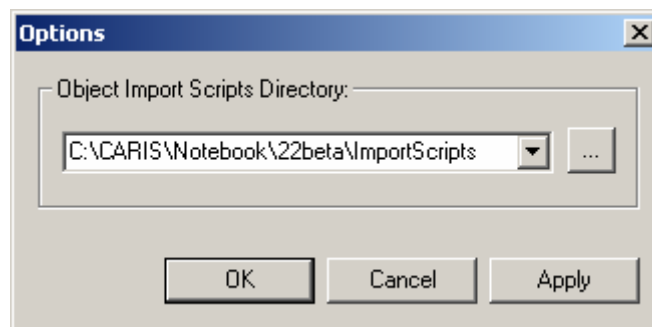 Options
Object Import Scripts Directory:
C:\CARIS\Notebook\22beta\ImportScripts
...
OK Cancel Apply